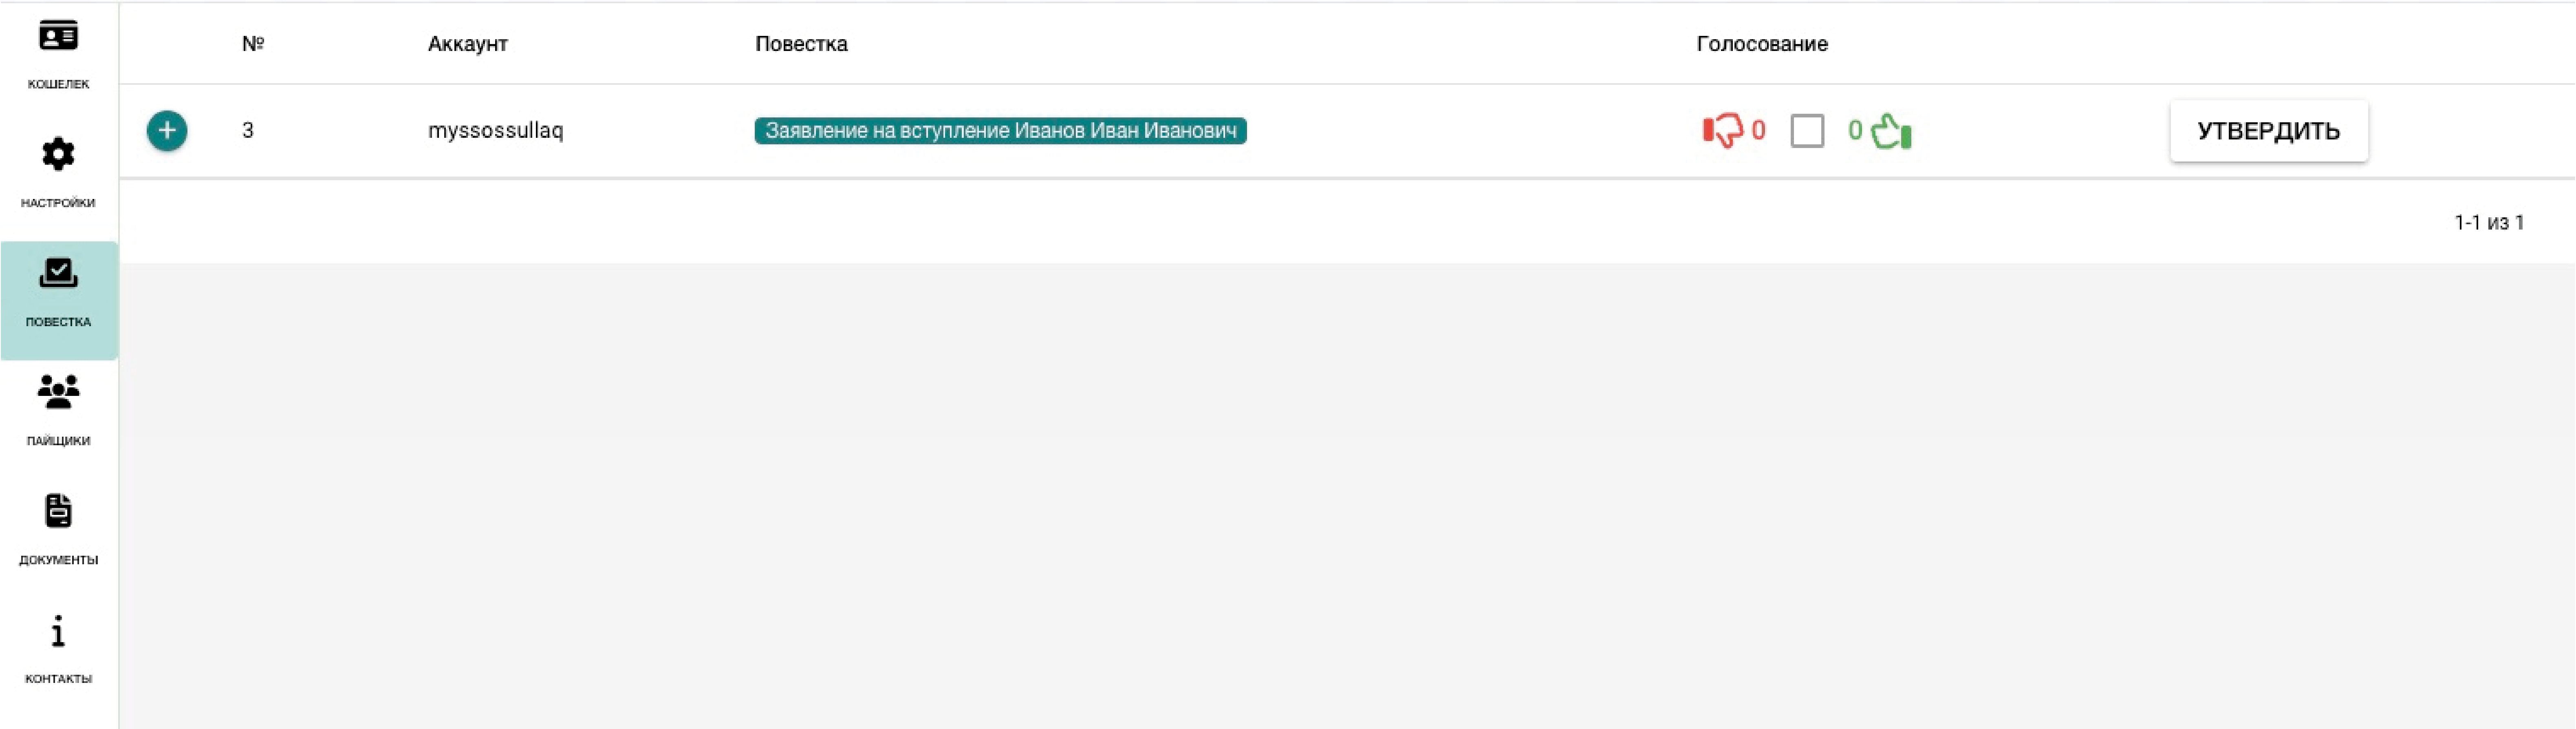 КОШЕЛЕК
НАСТРОЙКИ
ПОВЕСТКА
ПАЙЩИКИ
ДОКУМЕНТЫ
КОНТАКТЫ
№ Аккаунт Повестка Голосование
3 myssossullaq Заявление на вступление Иванов Иван Иванович 0 0 УТВЕРДИТЬ
1-1 из 1